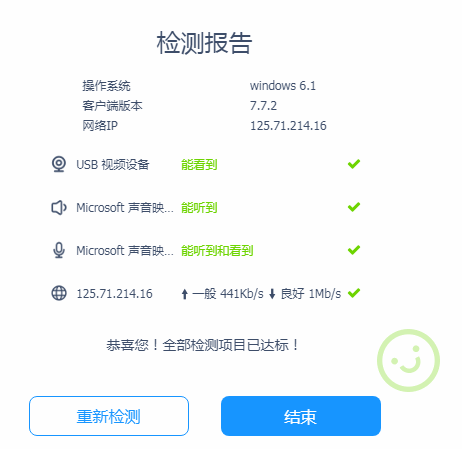 检测报告
操作系统 windows 6.1
客户端版本 7.7.2
网络IP 125.71.214.16
USB 视频设备 能看到
Microsoft 声音映... 能听到
Microsoft 声音映... 能听到和看到
125.71.214.16 一般 441Kb/s 良好 1Mb/s
恭喜您！全部检测项目已达标！
重新检测 结束